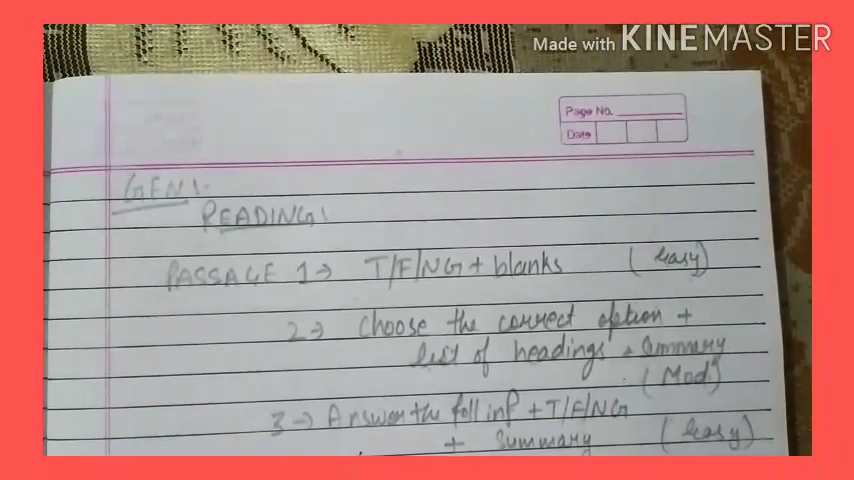 Made with KINEMASTER
Page No.
Date
GEN:
READING:
PASSAGE 1→ T/F/NG + blanks (Easy)
2→ Choose the correct option +
list of headings + Summary
(Mod.)
3→ Answer the foll inf + T/F/NG
+ Summary (Easy)